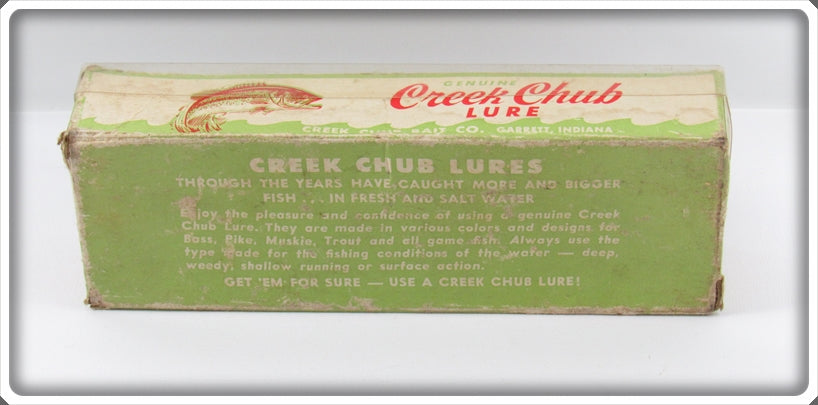 GENUINE
Creek Chub
LURE
CREEK CHUB BAIT CO. GARRETT, INDIANA
CREEK CHUB LURES
THROUGH THE YEARS HAVE CAUGHT MORE AND BIGGER
FISH . . . IN FRESH AND SALT WATER
Enjoy the pleasure and confidence of using a genuine Creek
Chub Lure. They are made in various colors and designs for
Bass, Pike, Muskie, Trout and all game fish. Always use the
type made for the fishing conditions of the water — deep,
weedy, shallow running or surface action.
GET 'EM FOR SURE — USE A CREEK CHUB LURE!